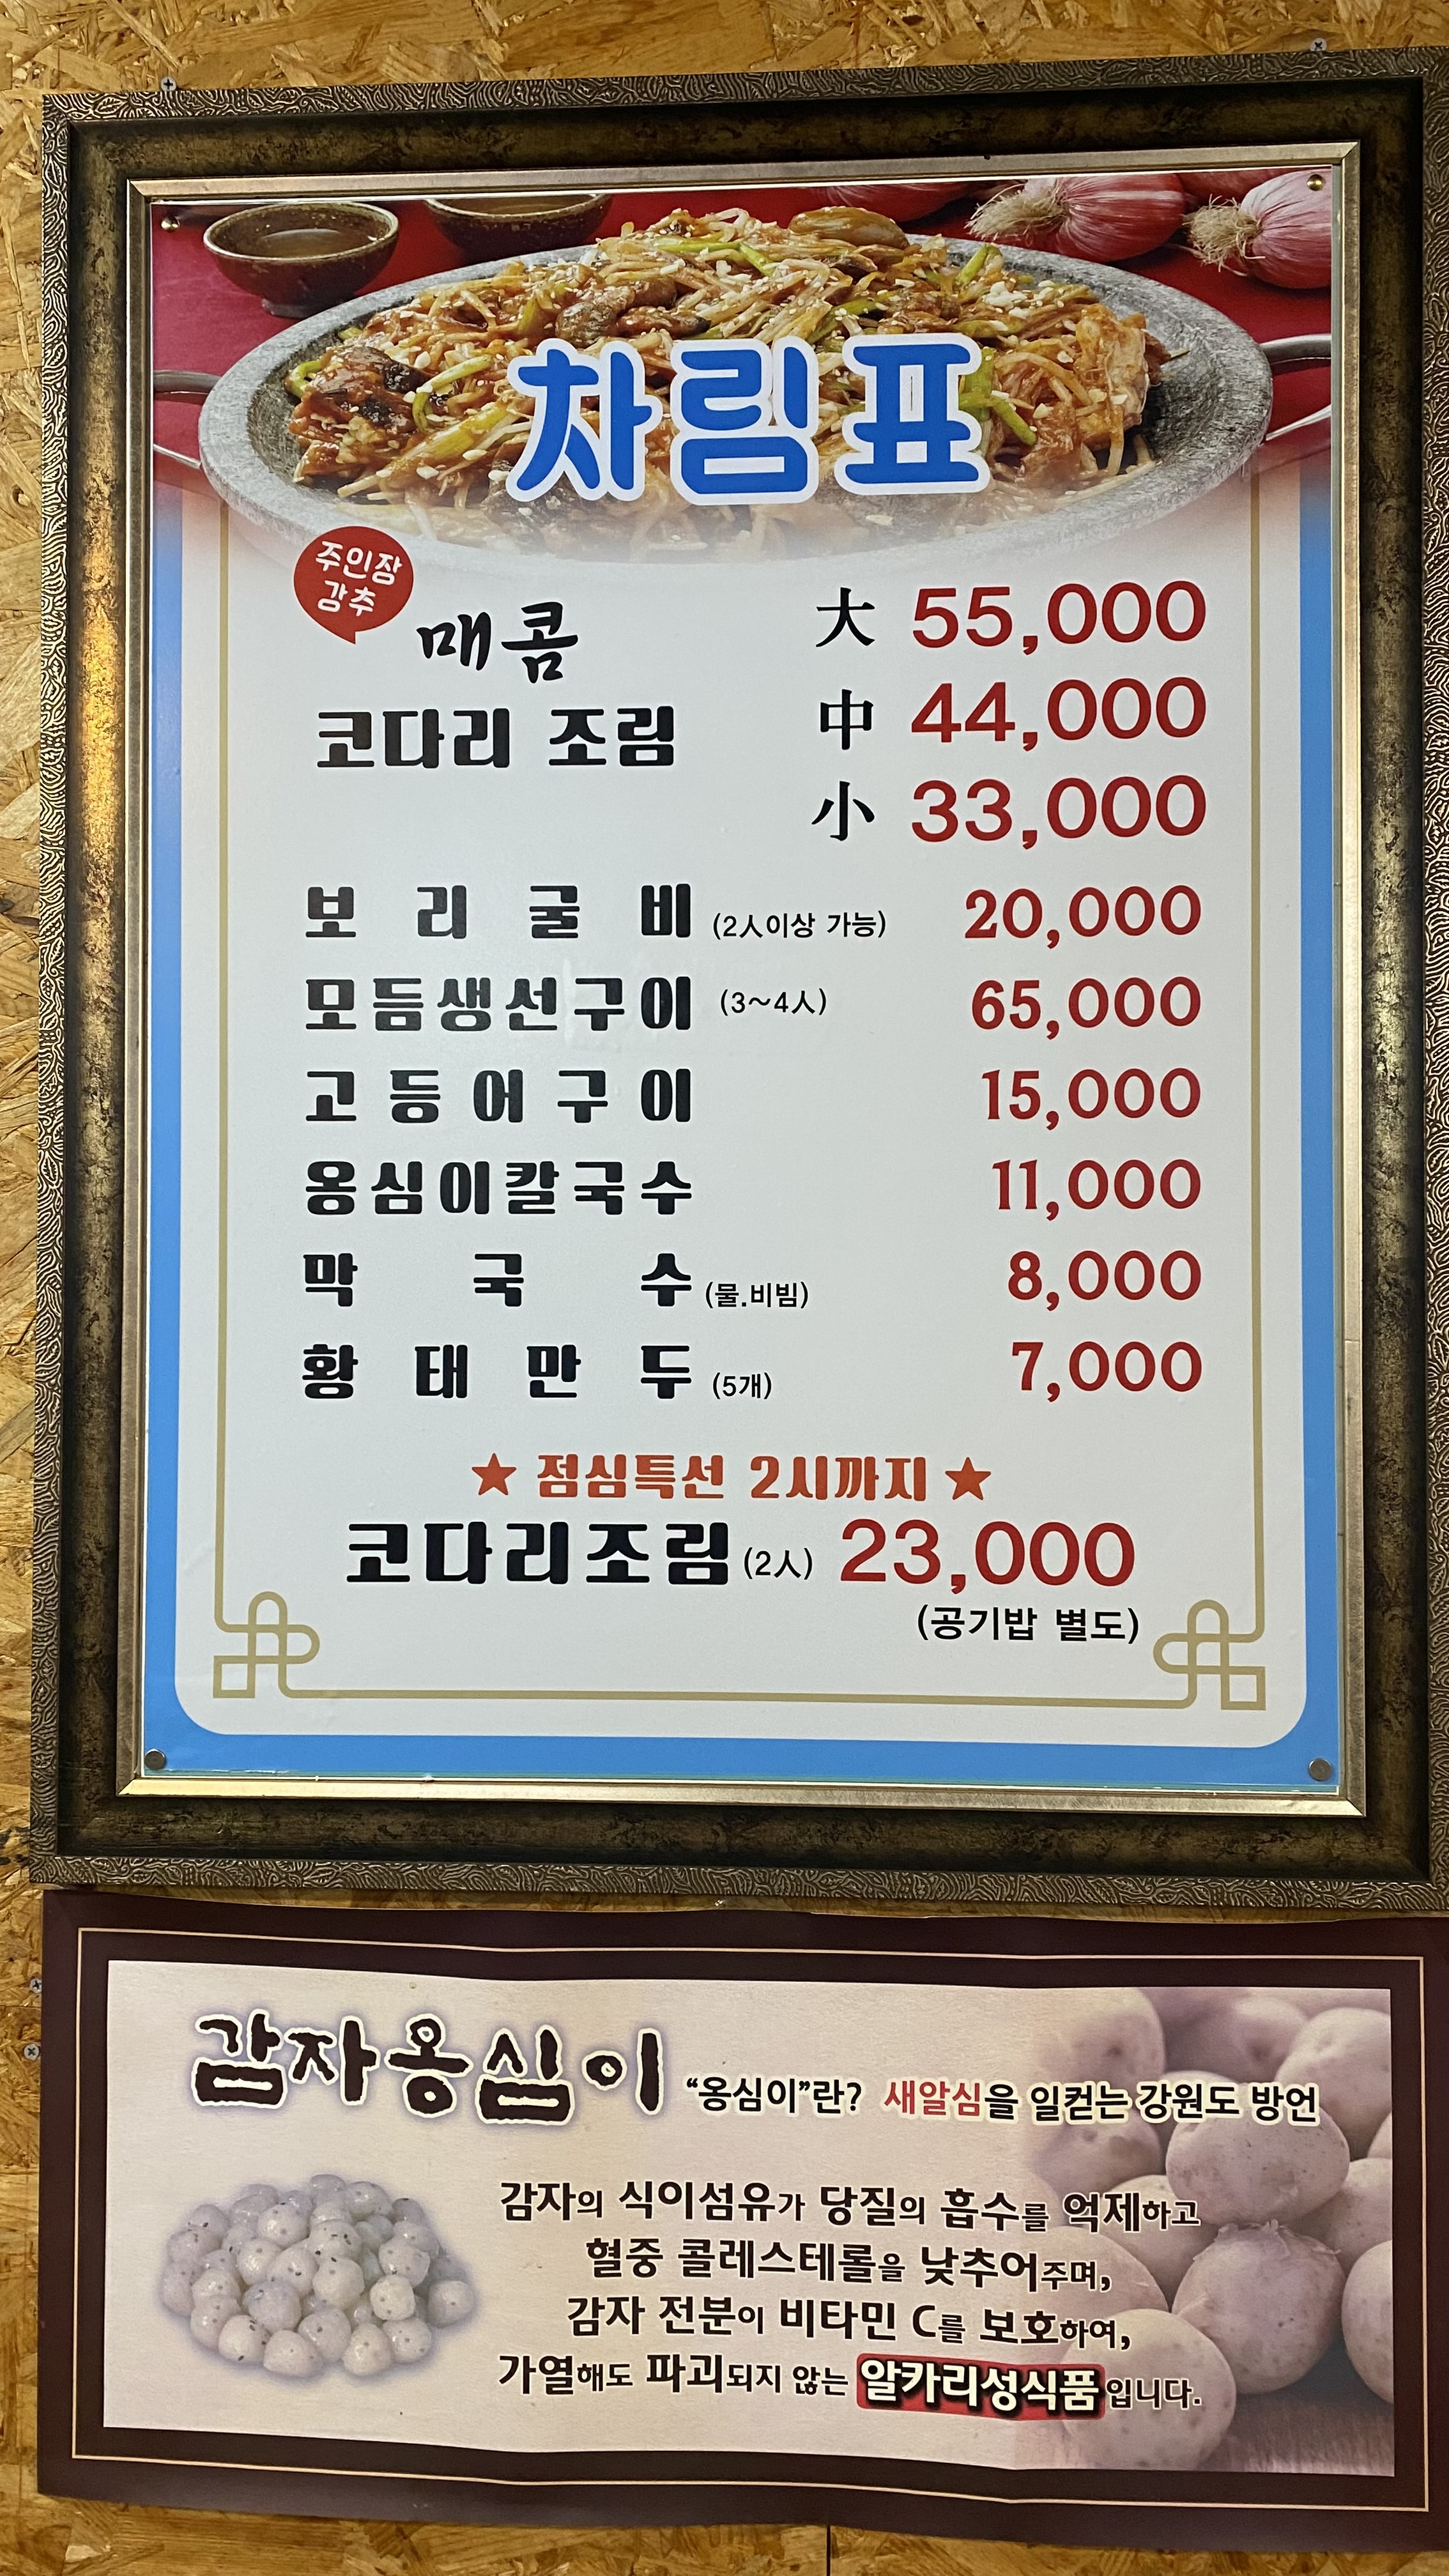 차림표
주인장
강추
매콤
코다리 조림
大 55,000
中 44,000
小 33,000
보리굴비 (2人이상 가능) 20,000
모듬생선구이 (3~4人) 65,000
고등어구이 15,000
옹심이칼국수 11,000
막국수 (물.비빔) 8,000
황태만두 (5개) 7,000
★ 점심특선 2시까지 ★
코다리조림 (2人) 23,000
(공기밥 별도)
감자옹심이 “옹심이”란? 새알심을 일컫는 강원도 방언
감자의 식이섬유가 당질의 흡수를 억제하고
혈중 콜레스테롤을 낮추어주며,
감자 전분이 비타민 C를 보호하여,
가열해도 파괴되지 않는 알카리성식품입니다.